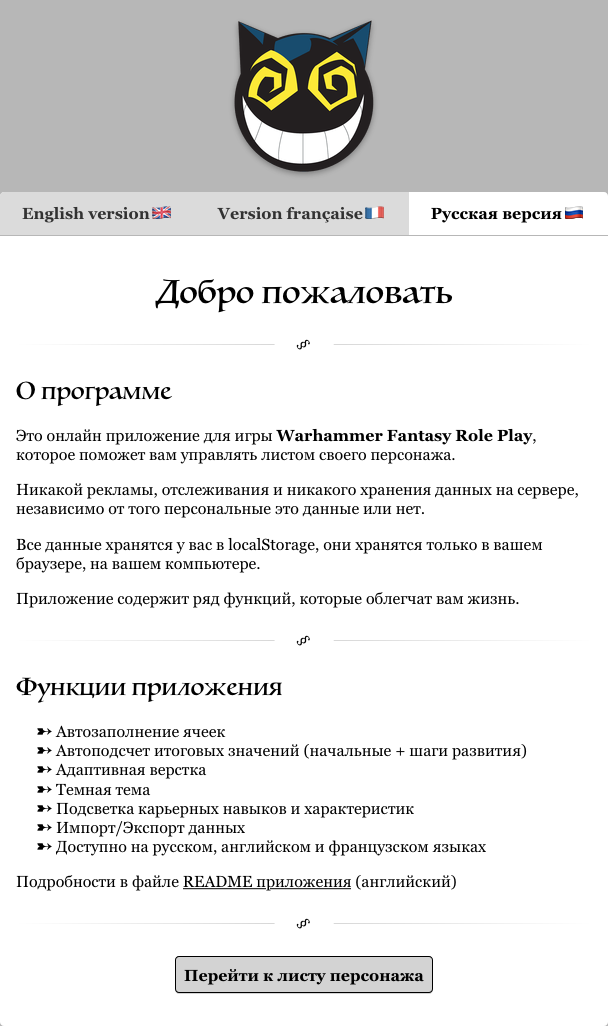 English version
Version française
Русская версия
Добро пожаловать
О программе
Это онлайн приложение для игры Warhammer Fantasy Role Play,
которое поможет вам управлять листом своего персонажа.
Никакой рекламы, отслеживания и никакого хранения данных на сервере,
независимо от того персональные это данные или нет.
Все данные хранятся у вас в localStorage, они хранятся только в вашем
браузере, на вашем компьютере.
Приложение содержит ряд функций, которые облегчат вам жизнь.
Функции приложения
➳ Автозаполнение ячеек
➳ Автоподсчет итоговых значений (начальные + шаги развития)
➳ Адаптивная верстка
➳ Темная тема
➳ Подсветка карьерных навыков и характеристик
➳ Импорт/Экспорт данных
➳ Доступно на русском, английском и французском языках
Подробности в файле README приложения (английский)
Перейти к листу персонажа